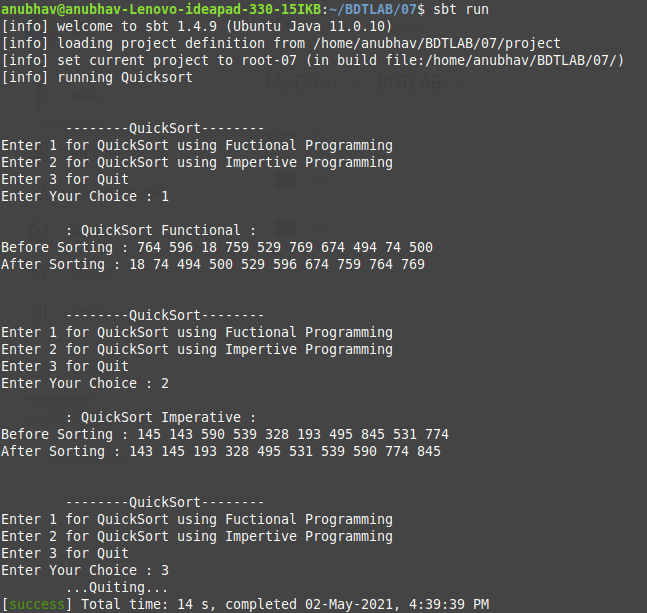 anubhav@anubhav-Lenovo-ideapad-330-15IKB:~/BDTLAB/07$ sbt run
[info] welcome to sbt 1.4.9 (Ubuntu Java 11.0.10)
[info] loading project definition from /home/anubhav/BDTLAB/07/project
[info] set current project to root-07 (in build file:/home/anubhav/BDTLAB/07/)
[info] running Quicksort
My Drive > BDTLAB
New
--------QuickSort--------
Enter 1 for QuickSort using Fuctional Programming
Enter 2 for QuickSort using Impertive Programming
Enter 3 for Quit
Enter Your Choice : 1
: QuickSort Functional :
Before Sorting : 764 596 18 759 529 769 674 494 74 500
After Sorting : 18 74 494 500 529 596 674 759 764 769
--------QuickSort--------
Enter 1 for QuickSort using Fuctional Programming
Enter 2 for QuickSort using Impertive Programming
Enter 3 for Quit
Enter Your Choice : 2
: QuickSort Imperative :
Before Sorting : 145 143 590 539 328 193 495 845 531 774
After Sorting : 143 145 193 328 495 531 539 590 774 845
--------QuickSort--------
Enter 1 for QuickSort using Fuctional Programming
Enter 2 for QuickSort using Impertive Programming
Enter 3 for Quit
Enter Your Choice : 3
...Quiting...
[success] Total time: 14 s, completed 02-May-2021, 4:39:39 PM